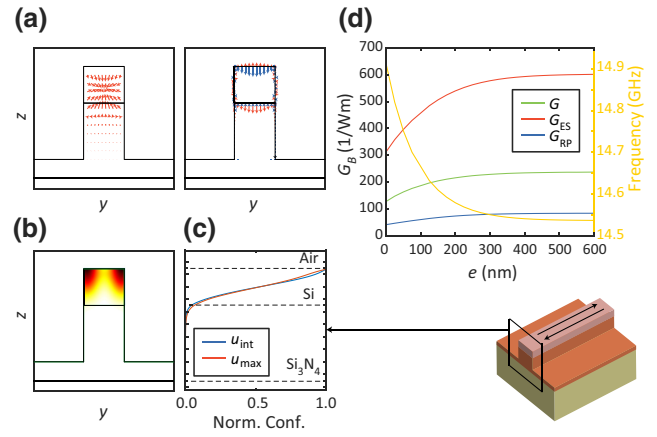 (a)
z
y
y
(b)
z
y
(c)
Air
Si
u_int
u_max
Si3N4
0.0
0.5
1.0
Norm. Conf.
(d)
700
600
500
400
300
200
100
0
G_B (1/Wm)
G
G_ES
G_RP
0
100
200
300
400
500
600
e (nm)
14.9
14.8
14.7
14.6
14.5
Frequency (GHz)